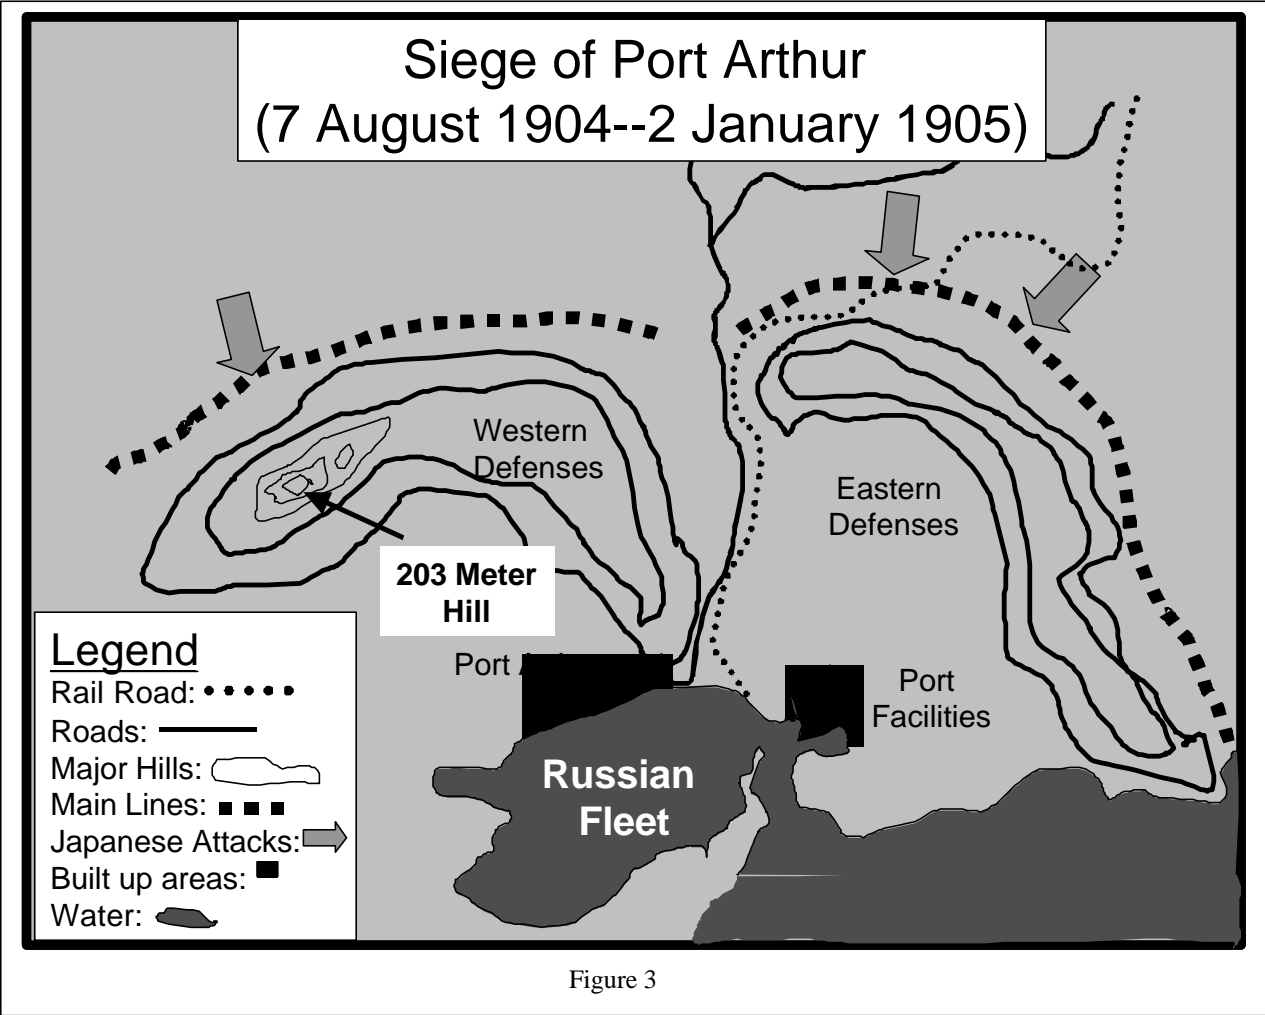 Siege of Port Arthur
(7 August 1904--2 January 1905)
Western
Defenses
Eastern
Defenses
203 Meter
Hill
Port
Port
Facilities
Russian
Fleet
Legend
Rail Road:
Roads:
Major Hills:
Main Lines:
Japanese Attacks:
Built up areas:
Water:
Figure 3